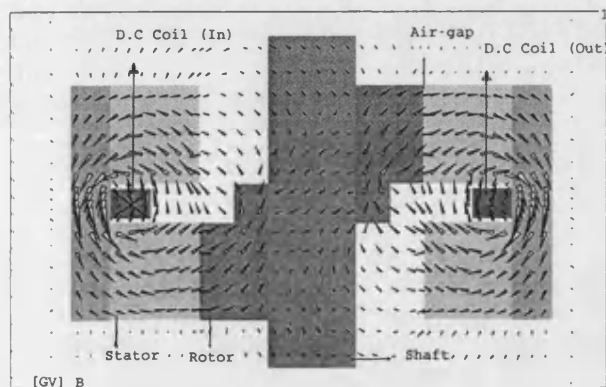 D.C Coil (In)
Air-gap
D.C Coil (Out)
Stator
Rotor
Shaft
[GV] B